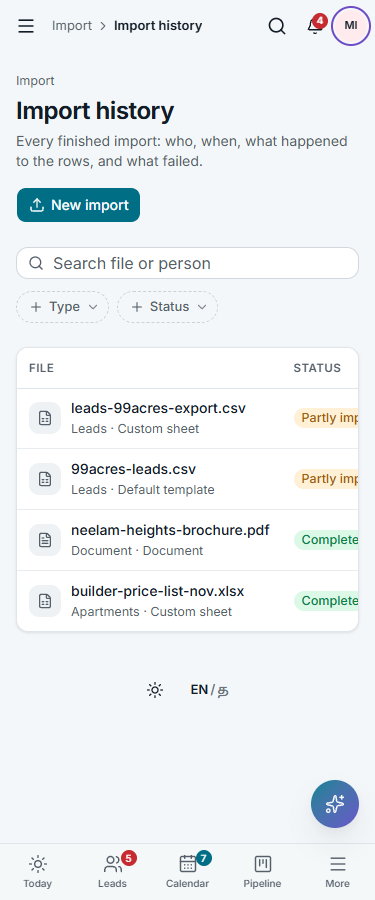 Import > Import history
4
MI
Import
Import history
Every finished import: who, when, what happened
to the rows, and what failed.
New import
Search file or person
+ Type
+ Status
FILE STATUS
leads-99acres-export.csv
Leads · Custom sheet
Partly imp
99acres-leads.csv
Leads · Default template
Partly imp
neelam-heights-brochure.pdf
Document · Document
Complete
builder-price-list-nov.xlsx
Apartments · Custom sheet
Complete
EN / த
5
7
Today Leads Calendar Pipeline More